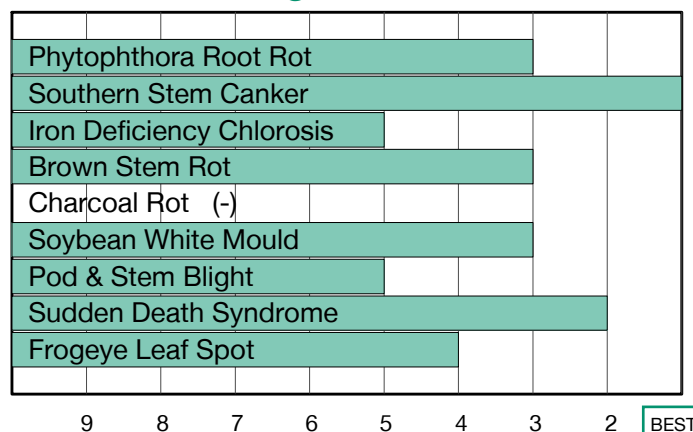 Phytophthora Root Rot
Southern Stem Canker
Iron Deficiency Chlorosis
Brown Stem Rot
Charcoal Rot (-)
Soybean White Mould
Pod & Stem Blight
Sudden Death Syndrome
Frogeye Leaf Spot
9 8 7 6 5 4 3 2 BEST